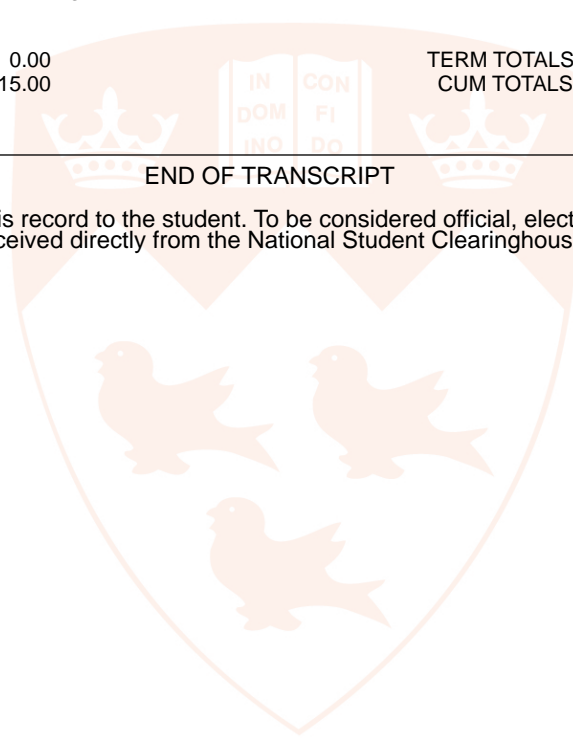 0.00 TERM TOTALS
15.00 CUM TOTALS
IN CON
DOM FI
INO DO
END OF TRANSCRIPT
is record to the student. To be considered official, elect
ceived directly from the National Student Clearinghous